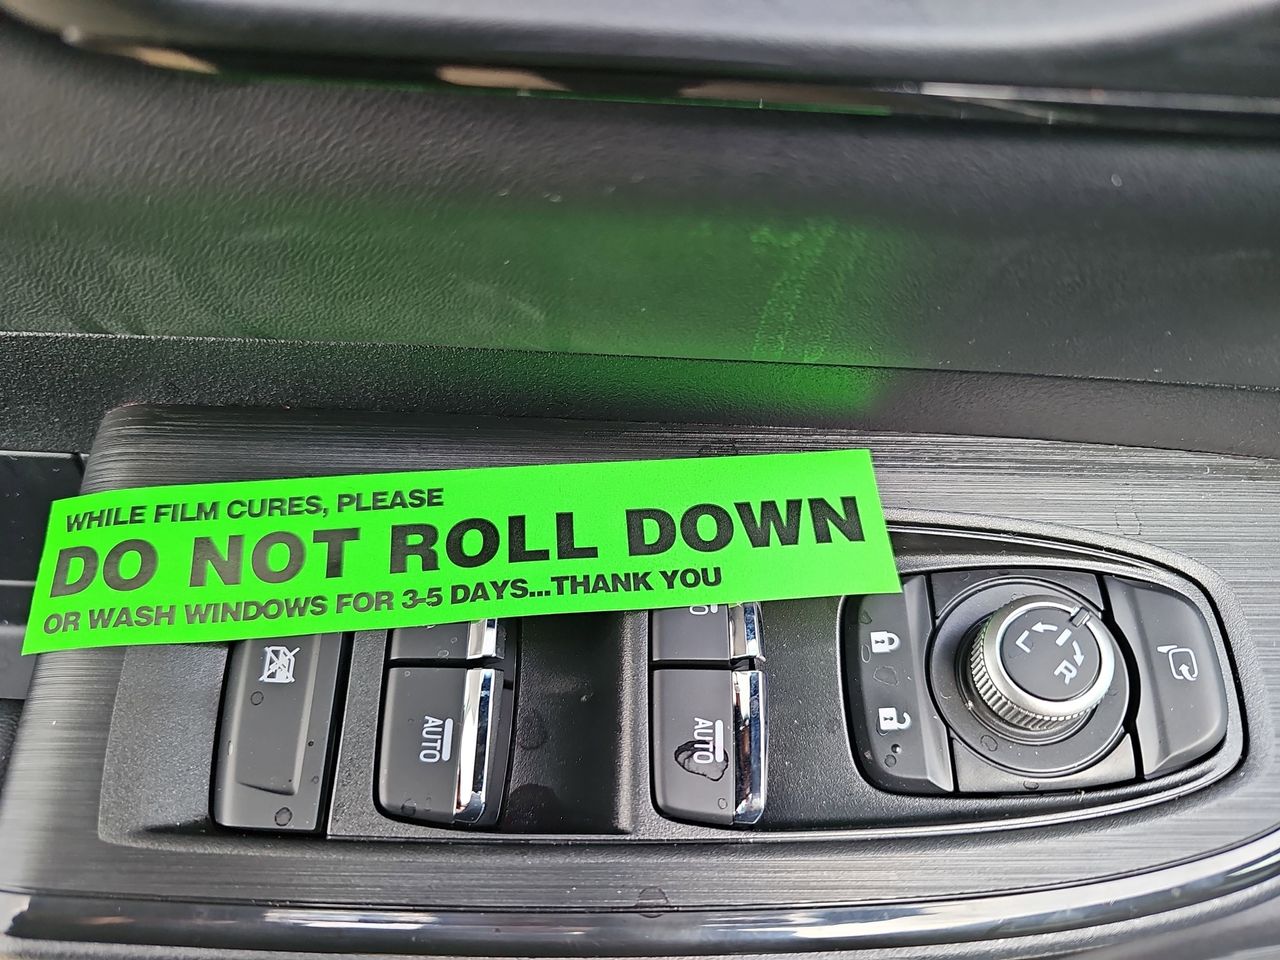 WHILE FILM CURES, PLEASE
DO NOT ROLL DOWN
OR WASH WINDOWS FOR 3-5 DAYS...THANK YOU
AUTO
AUTO
L
R